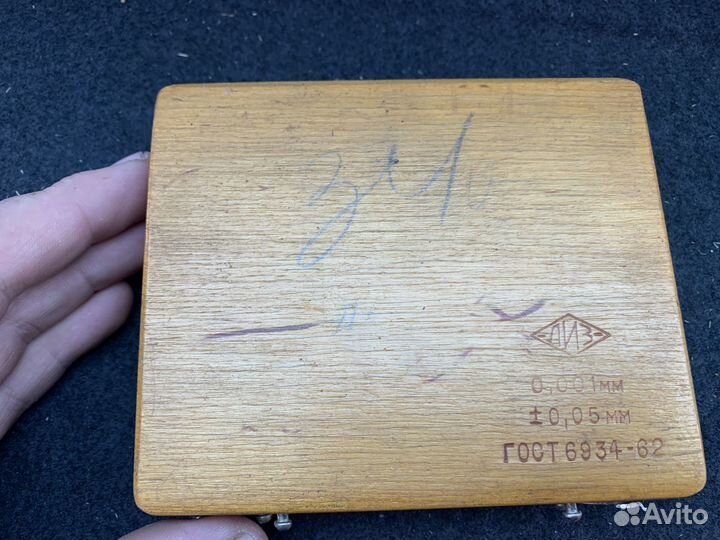 ЛИЗ
0,001мм
±0,05мм
ГОСТ 6934-62
Avito